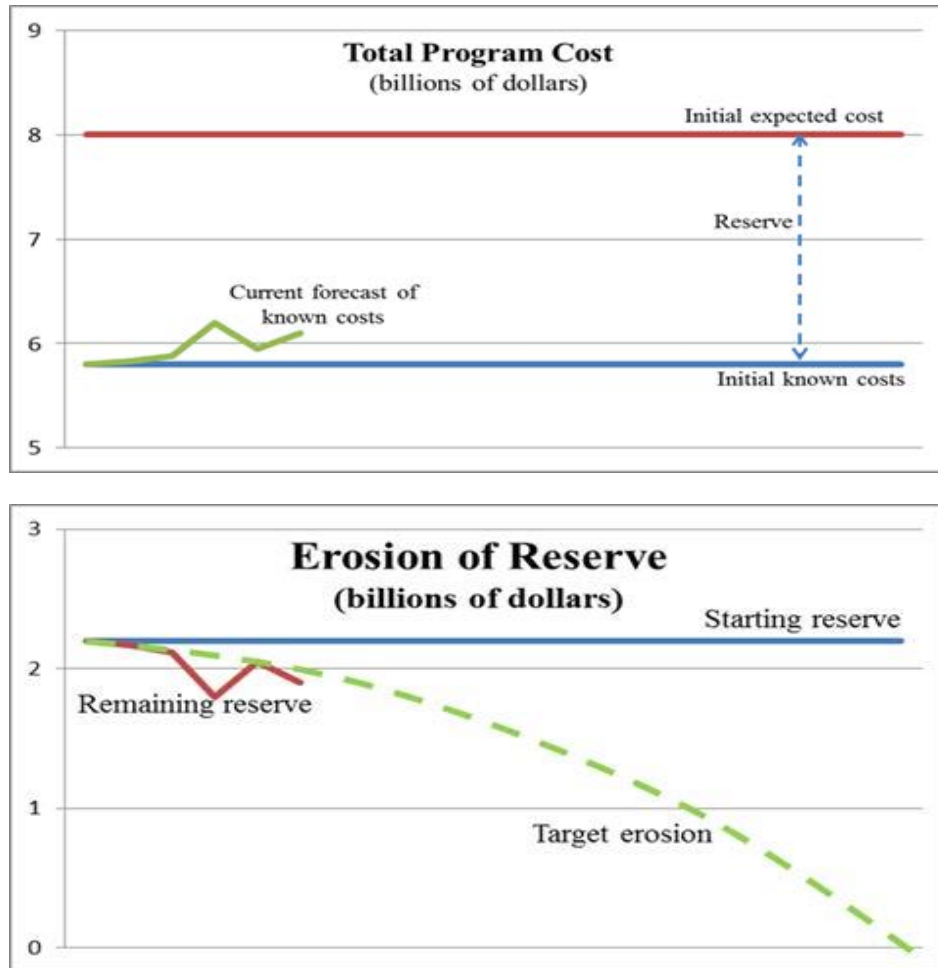 9
Total Program Cost
(billions of dollars)
Initial expected cost
8
Reserve
7
Current forecast of
known costs
6
Initial known costs
5
3
Erosion of Reserve
(billions of dollars)
Starting reserve
2
Remaining reserve
1
Target erosion
0